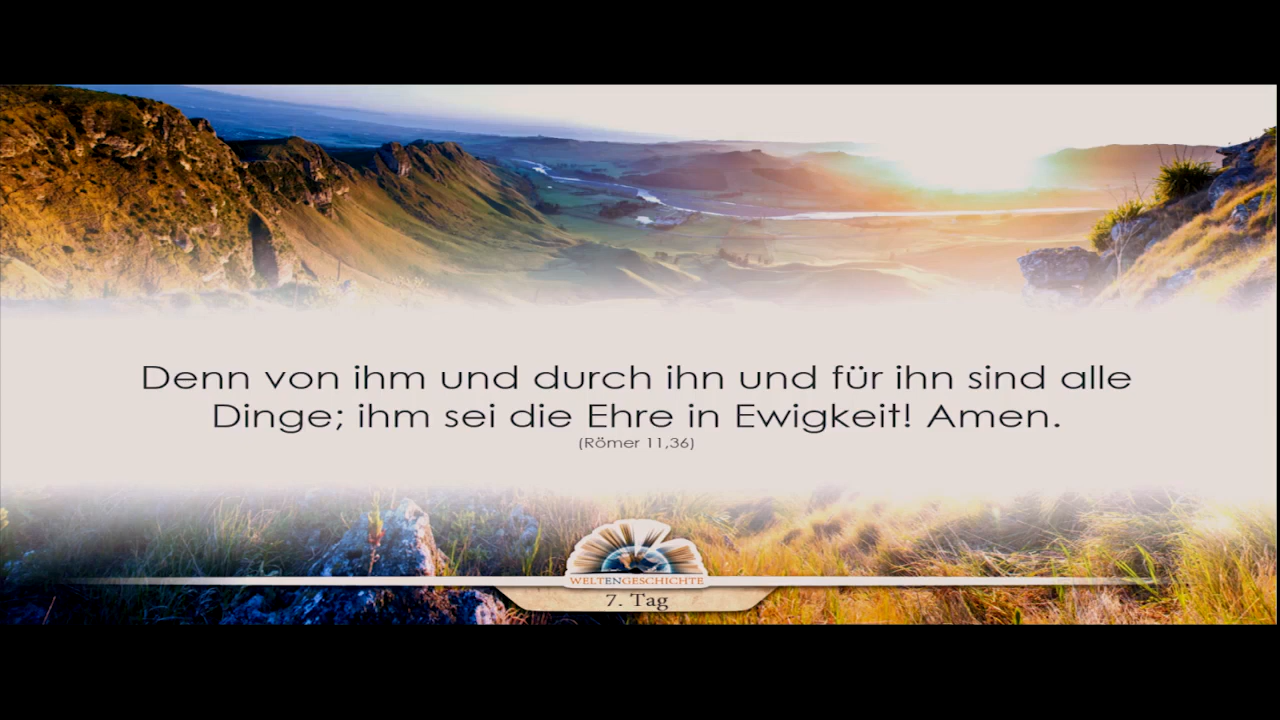 Denn von ihm und durch ihn und für ihn sind alle
Dinge; ihm sei die Ehre in Ewigkeit! Amen.
(Römer 11,36)
WELTENGESCHICHTE
7. Tag